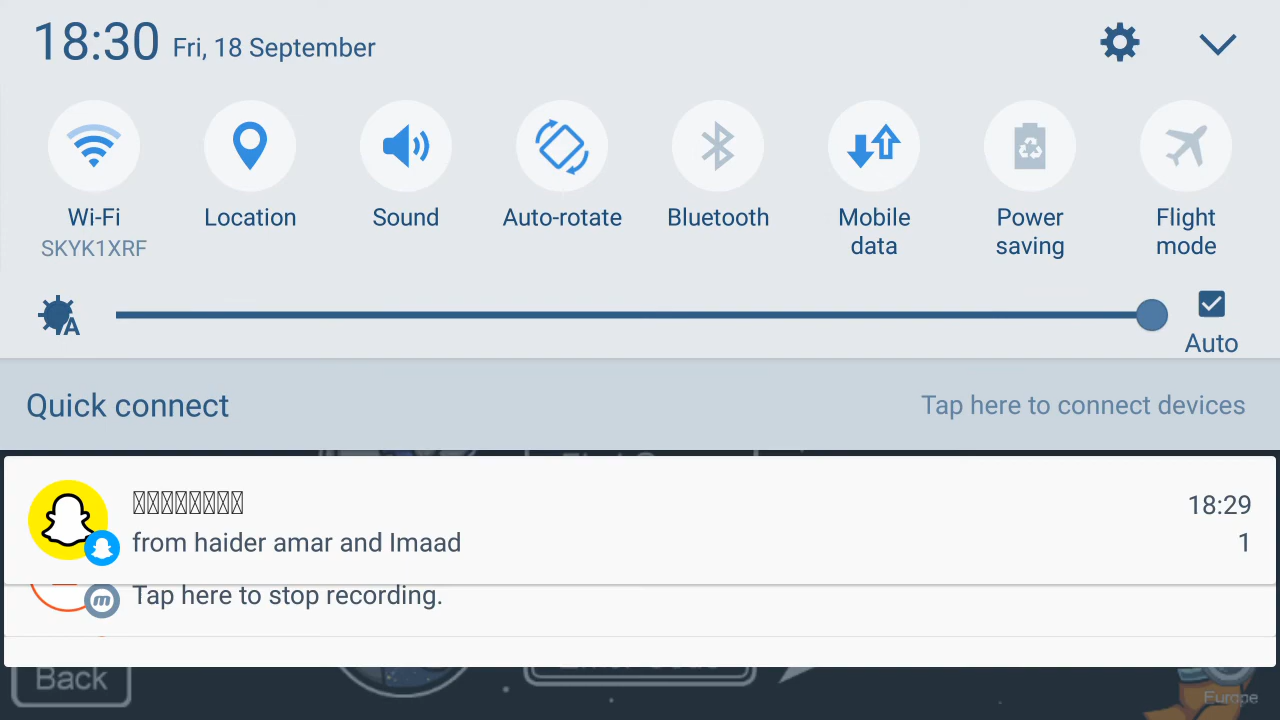 18:30 Fri, 18 September
Wi-Fi
SKYK1XRF
Location
Sound
Auto-rotate
Bluetooth
Mobile
data
Power
saving
Flight
mode
A
Auto
Quick connect
Tap here to connect devices
18:29
from haider amar and Imaad
1
Tap here to stop recording.
Back
Europe